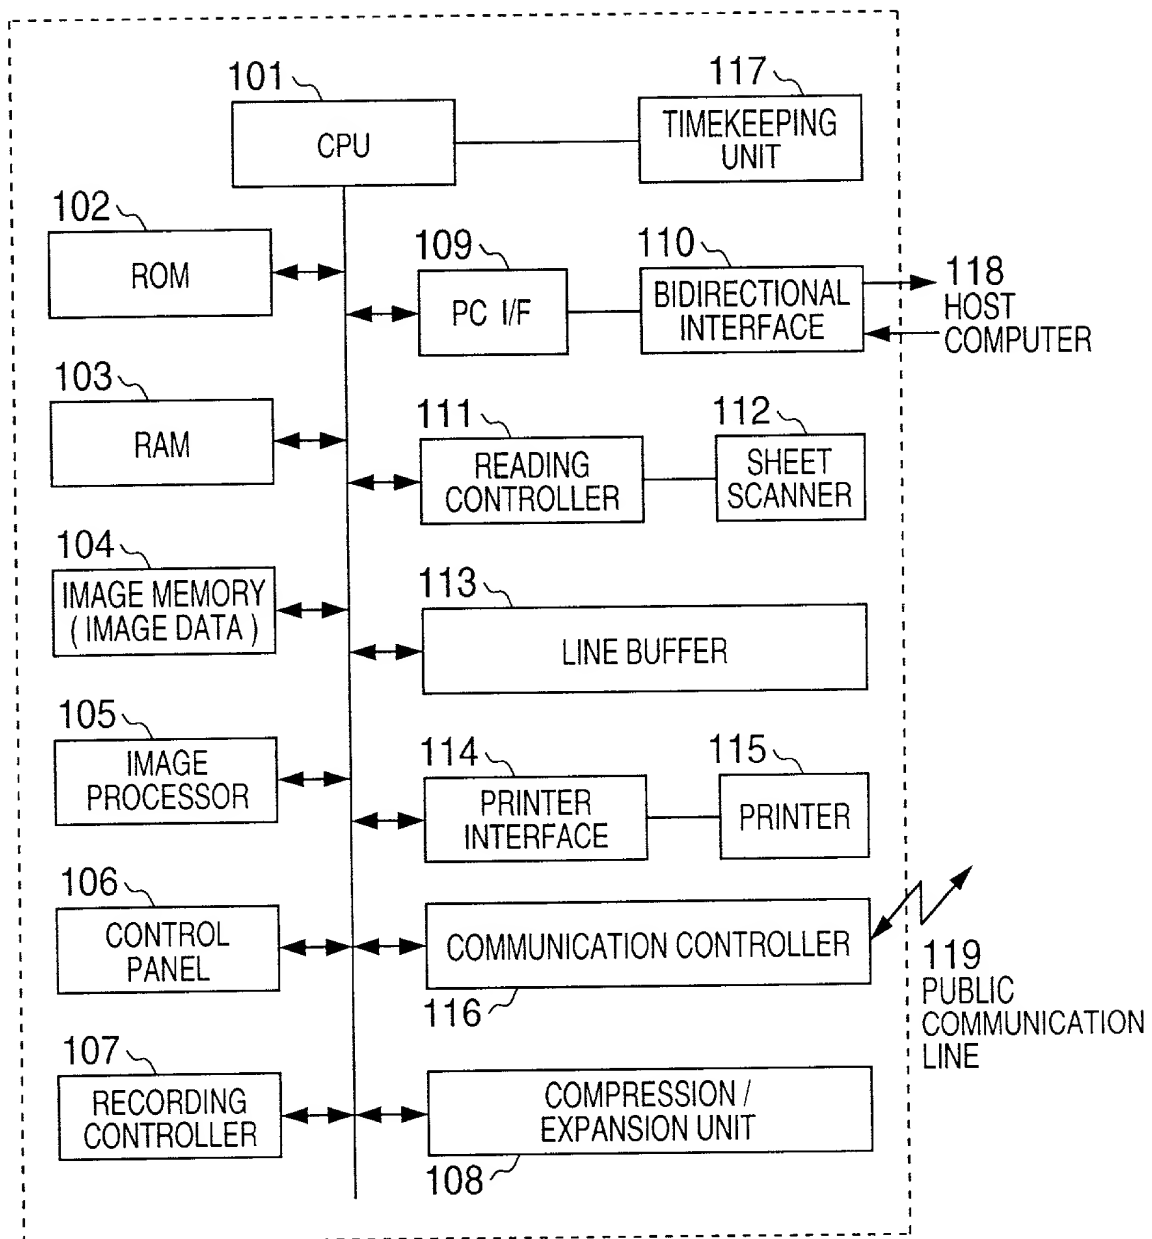 101
CPU
117
TIMEKEEPING
UNIT
102
ROM
109
PC I/F
110
BIDIRECTIONAL
INTERFACE
118
HOST
COMPUTER
103
RAM
111
READING
CONTROLLER
112
SHEET
SCANNER
104
IMAGE MEMORY
( IMAGE DATA )
113
LINE BUFFER
105
IMAGE
PROCESSOR
114
PRINTER
INTERFACE
115
PRINTER
106
CONTROL
PANEL
COMMUNICATION CONTROLLER
116
119
PUBLIC
COMMUNICATION
LINE
107
RECORDING
CONTROLLER
COMPRESSION /
EXPANSION UNIT
108